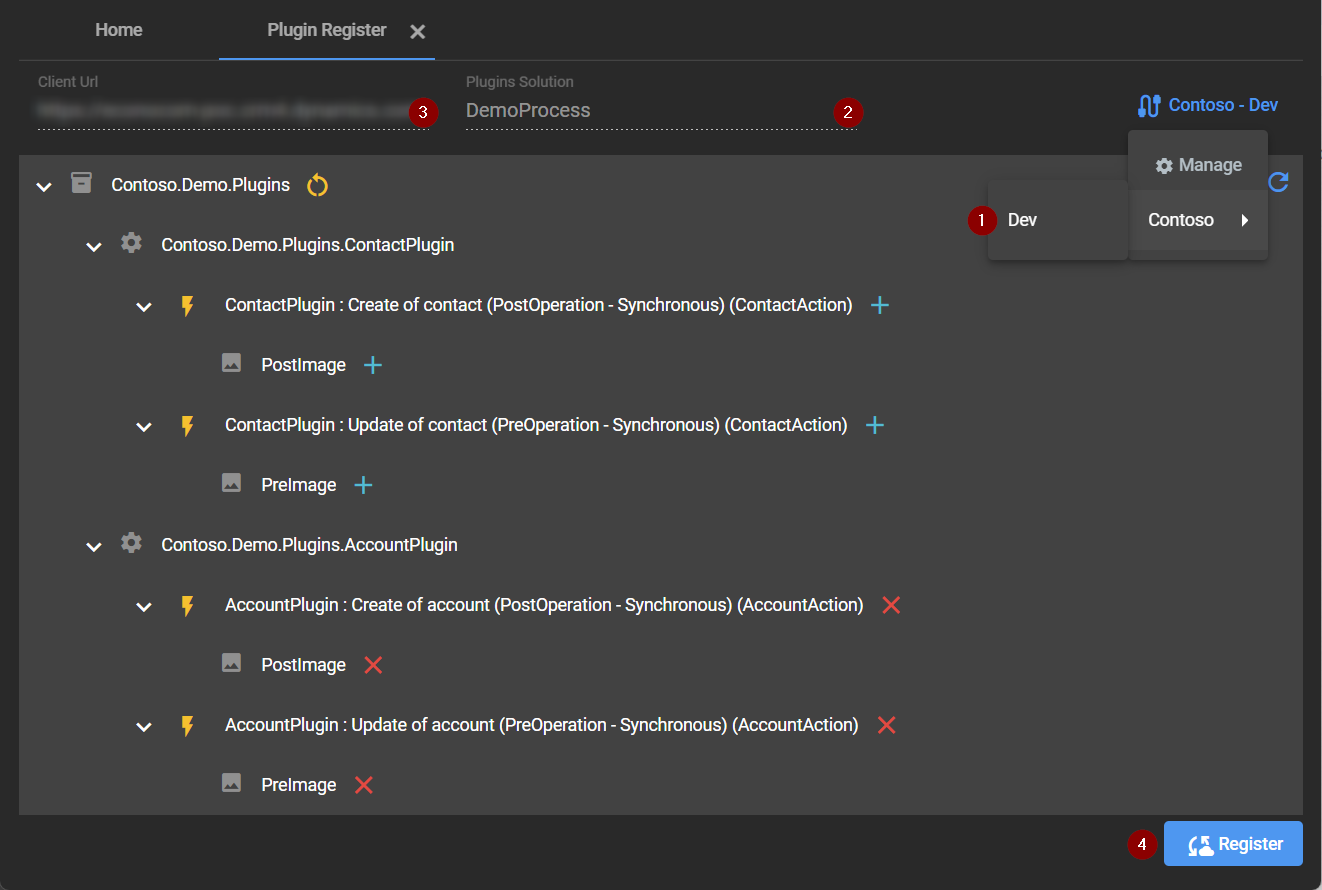 Home
Plugin Register
Client Url
Plugins Solution
3
DemoProcess
2
Contoso - Dev
Manage
Contoso.Demo.Plugins
1
Dev
Contoso
Contoso.Demo.Plugins.ContactPlugin
ContactPlugin : Create of contact (PostOperation - Synchronous) (ContactAction)
PostImage
ContactPlugin : Update of contact (PreOperation - Synchronous) (ContactAction)
PreImage
Contoso.Demo.Plugins.AccountPlugin
AccountPlugin : Create of account (PostOperation - Synchronous) (AccountAction)
PostImage
AccountPlugin : Update of account (PreOperation - Synchronous) (AccountAction)
PreImage
4
Register